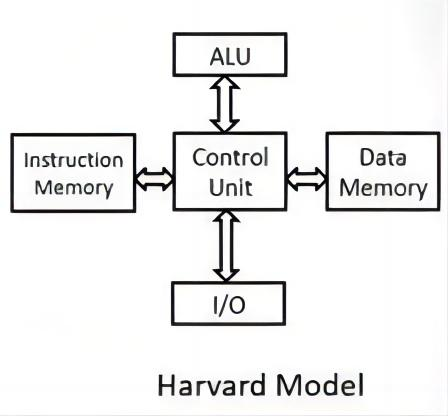 ALU
Instruction
Memory
Control
Unit
Data
Memory
I/O
Harvard Model